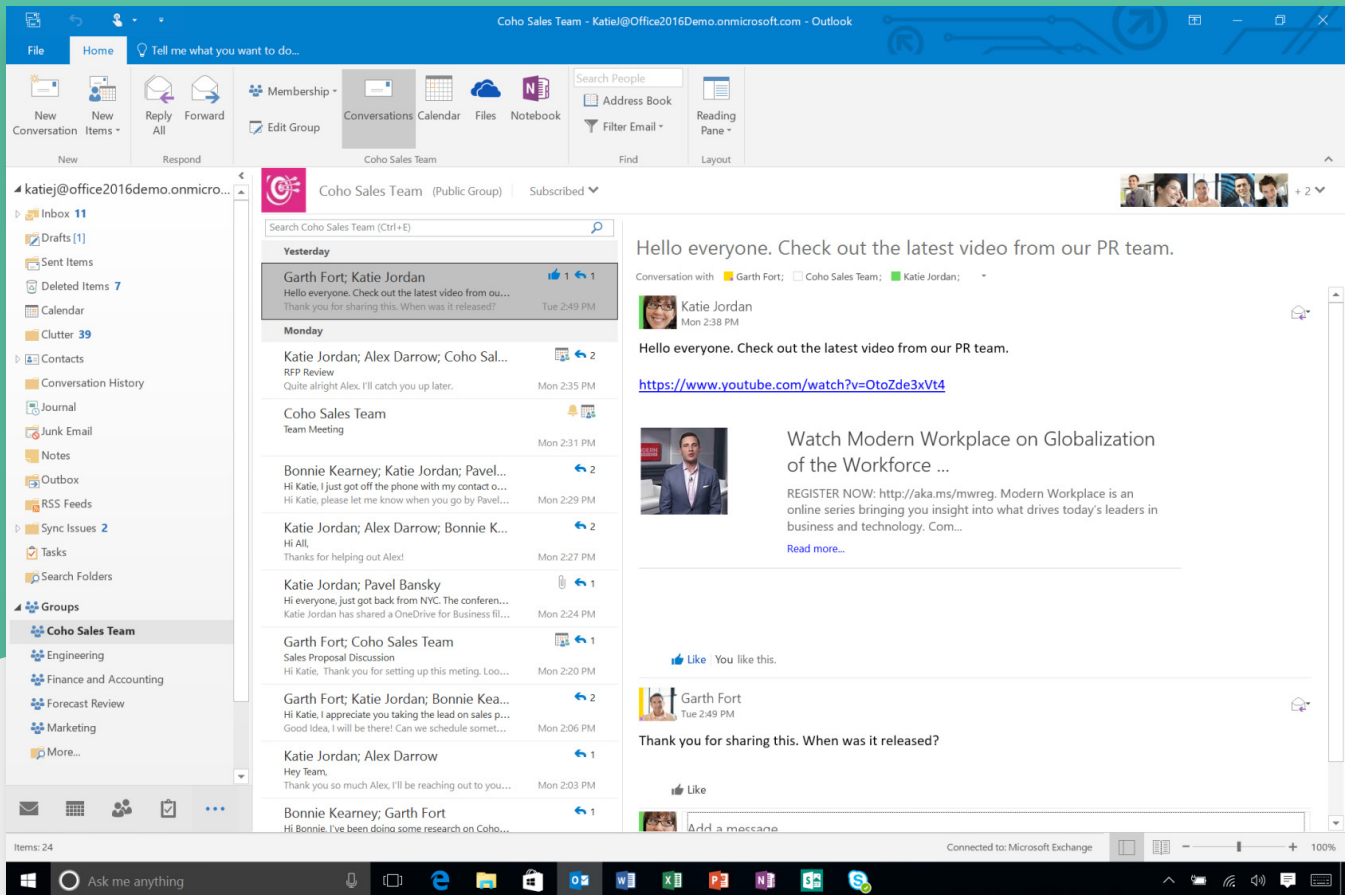 Coho Sales Team - KatieJ@Office2016Demo.onmicrosoft.com - Outlook
File
Home
Tell me what you want to do...
New Conversation
New Items
Reply All
Forward
Membership
Edit Group
Conversations
Calendar
Files
Notebook
Search People
Address Book
Filter Email
Reading Pane
New
Respond
Coho Sales Team
Find
Layout
katiej@office2016demo.onmicro...
Inbox 11
Drafts [1]
Sent Items
Deleted Items 7
Calendar
Clutter 39
Contacts
Conversation History
Journal
Junk Email
Notes
Outbox
RSS Feeds
Sync Issues 2
Tasks
Search Folders
Groups
Coho Sales Team
Engineering
Finance and Accounting
Forecast Review
Marketing
More...
Coho Sales Team (Public Group)
Subscribed
+ 2
Search Coho Sales Team (Ctrl+E)
Yesterday
Garth Fort; Katie Jordan 1 1
Hello everyone. Check out the latest video from ou...
Thank you for sharing this. When was it released? Tue 2:49 PM
Monday
Katie Jordan; Alex Darrow; Coho Sal... 2
RFP Review
Quite alright Alex. I'll catch you up later. Mon 2:35 PM
Coho Sales Team
Team Meeting
Mon 2:31 PM
Bonnie Kearney; Katie Jordan; Pavel... 2
Hi Katie, I just got off the phone with my contact o...
Hi Katie, please let me know when you go by Pavel... Mon 2:29 PM
Katie Jordan; Alex Darrow; Bonnie K... 2
Hi All,
Thanks for helping out Alex! Mon 2:27 PM
Katie Jordan; Pavel Bansky 1
Hi everyone, just got back from NYC. The conferen...
Katie Jordan has shared a OneDrive for Business fil... Mon 2:24 PM
Garth Fort; Coho Sales Team 1
Sales Proposal Discussion
Hi Katie, Thank you for setting up this meting. Loo... Mon 2:20 PM
Garth Fort; Katie Jordan; Bonnie Kea... 2
Hi Katie, I appreciate you taking the lead on sales p...
Good Idea, I will be there! Can we schedule somet... Mon 2:06 PM
Katie Jordan; Alex Darrow 1
Hey Team,
Thank you so much Alex, I'll be reaching out to you... Mon 2:03 PM
Bonnie Kearney; Garth Fort 1
Hi Bonnie, I've been doing some research on Coho...
Hello everyone. Check out the latest video from our PR team.
Conversation with Garth Fort; Coho Sales Team; Katie Jordan;
Katie Jordan
Mon 2:38 PM
Hello everyone. Check out the latest video from our PR team.
https://www.youtube.com/watch?v=OtoZde3xVt4
Watch Modern Workplace on Globalization
of the Workforce ...
REGISTER NOW: http://aka.ms/mwreg. Modern Workplace is an
online series bringing you insight into what drives today's leaders in
business and technology. Com...
Read more...
Like You like this.
Garth Fort
Tue 2:49 PM
Thank you for sharing this. When was it released?
Like
Add a message
Items: 24
Connected to: Microsoft Exchange
100%
Ask me anything